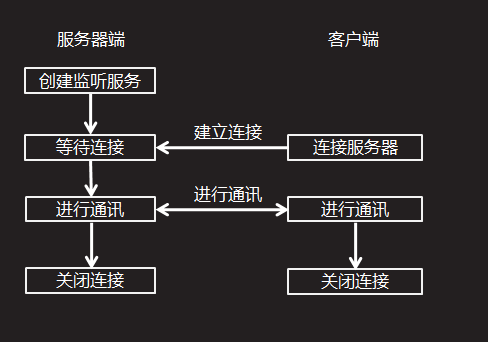 服务器端
客户端
创建监听服务
等待连接
建立连接
连接服务器
进行通讯
进行通讯
进行通讯
关闭连接
关闭连接